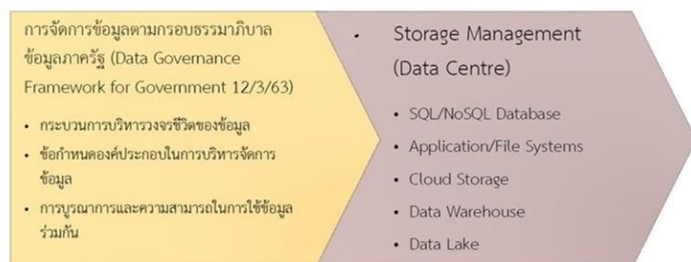 การจัดการข้อมูลตามกรอบธรรมาภิบาล
ข้อมูลภาครัฐ (Data Governance
Framework for Government 12/3/63)
• กระบวนการบริหารวงจรชีวิตของข้อมูล
• ข้อกำหนดองค์ประกอบในการบริหารจัดการ
ข้อมูล
• การบูรณาการและความสามารถในการใช้ข้อมูล
ร่วมกัน
• Storage Management
(Data Centre)
• SQL/NoSQL Database
• Application/File Systems
• Cloud Storage
• Data Warehouse
• Data Lake